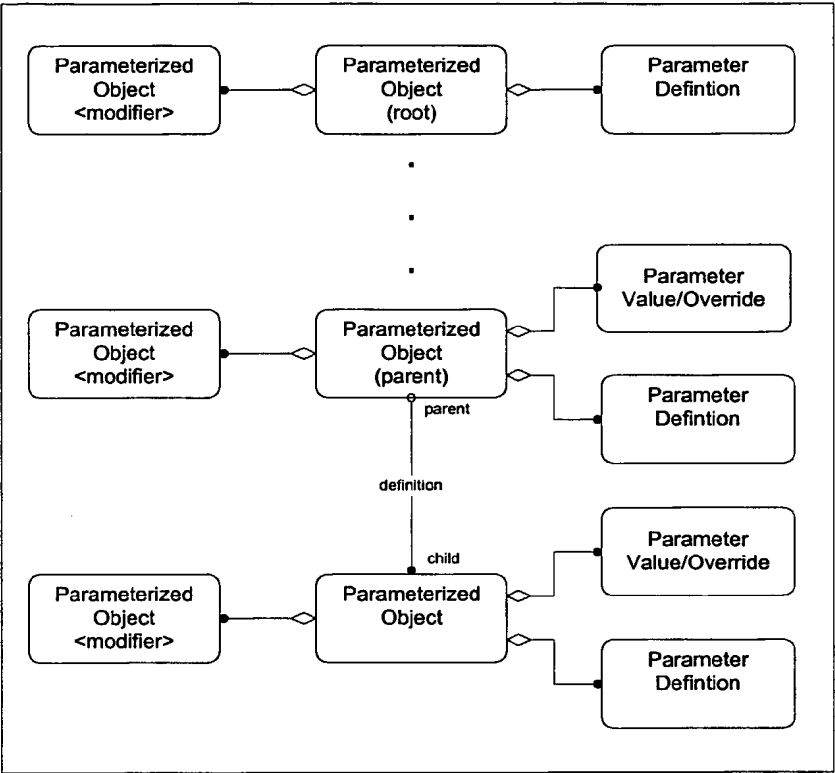 Parameterized
Object
<modifier>
Parameterized
Object
(root)
Parameter
Defintion
Parameter
Value/Override
Parameterized
Object
<modifier>
Parameterized
Object
(parent)
Parameter
Defintion
parent
definition
child
Parameter
Value/Override
Parameterized
Object
<modifier>
Parameterized
Object
Parameter
Defintion